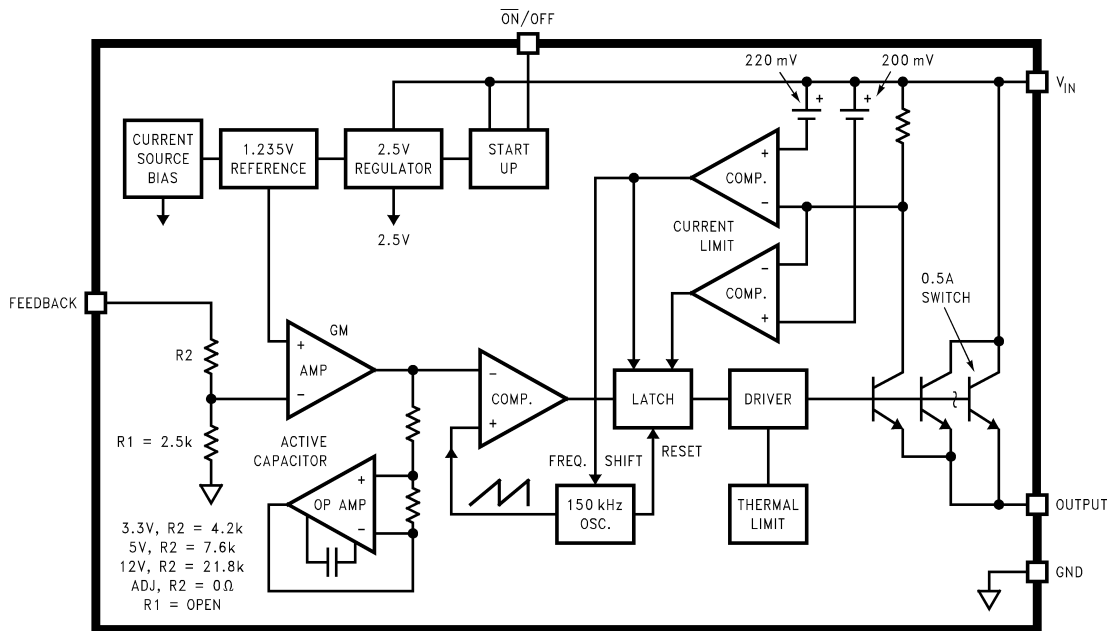 ON/OFF
220 mV
200 mV
VIN
CURRENT
SOURCE
BIAS
1.235V
REFERENCE
2.5V
REGULATOR
START
UP
2.5V
+
+
+
COMP.
−
CURRENT
LIMIT
−
COMP.
+
0.5A
SWITCH
FEEDBACK
R2
R1 = 2.5k
GM
+
AMP
−
−
COMP.
+
LATCH
DRIVER
ACTIVE
CAPACITOR
+
OP AMP
−
FREQ. SHIFT
RESET
150 kHz
OSC.
THERMAL
LIMIT
OUTPUT
GND
3.3V, R2 = 4.2k
5V, R2 = 7.6k
12V, R2 = 21.8k
ADJ, R2 = 0Ω
R1 = OPEN